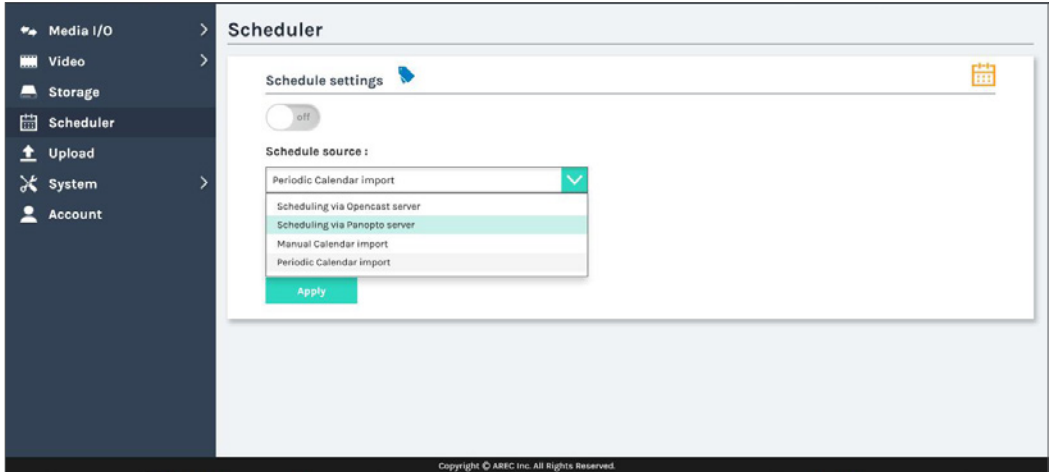 Media I/O
Video
Storage
Scheduler
Upload
System
Account
Scheduler
Schedule settings
off
Schedule source :
Periodic Calendar import
Scheduling via Opencast server
Scheduling via Panopto server
Manual Calendar import
Periodic Calendar import
Apply
Copyright © AREC Inc. All Rights Reserved.